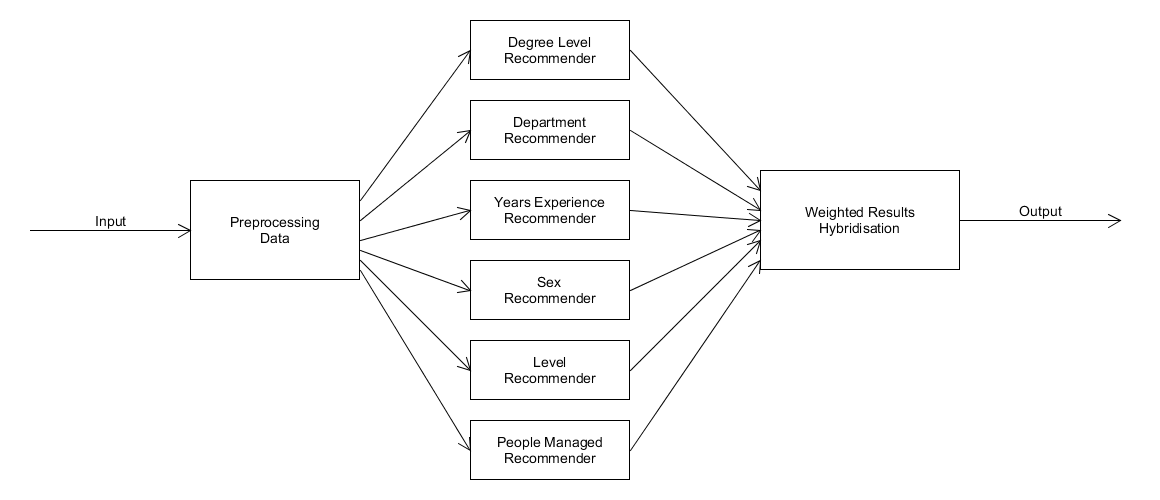 Input
Preprocessing
Data
Degree Level
Recommender
Department
Recommender
Years Experience
Recommender
Sex
Recommender
Level
Recommender
People Managed
Recommender
Weighted Results
Hybridisation
Output